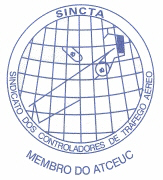 SINCTA
SINDICATO DOS CONTROLADORES DE TRÁFEGO AÉREO
MEMBRO DO ATCEUC